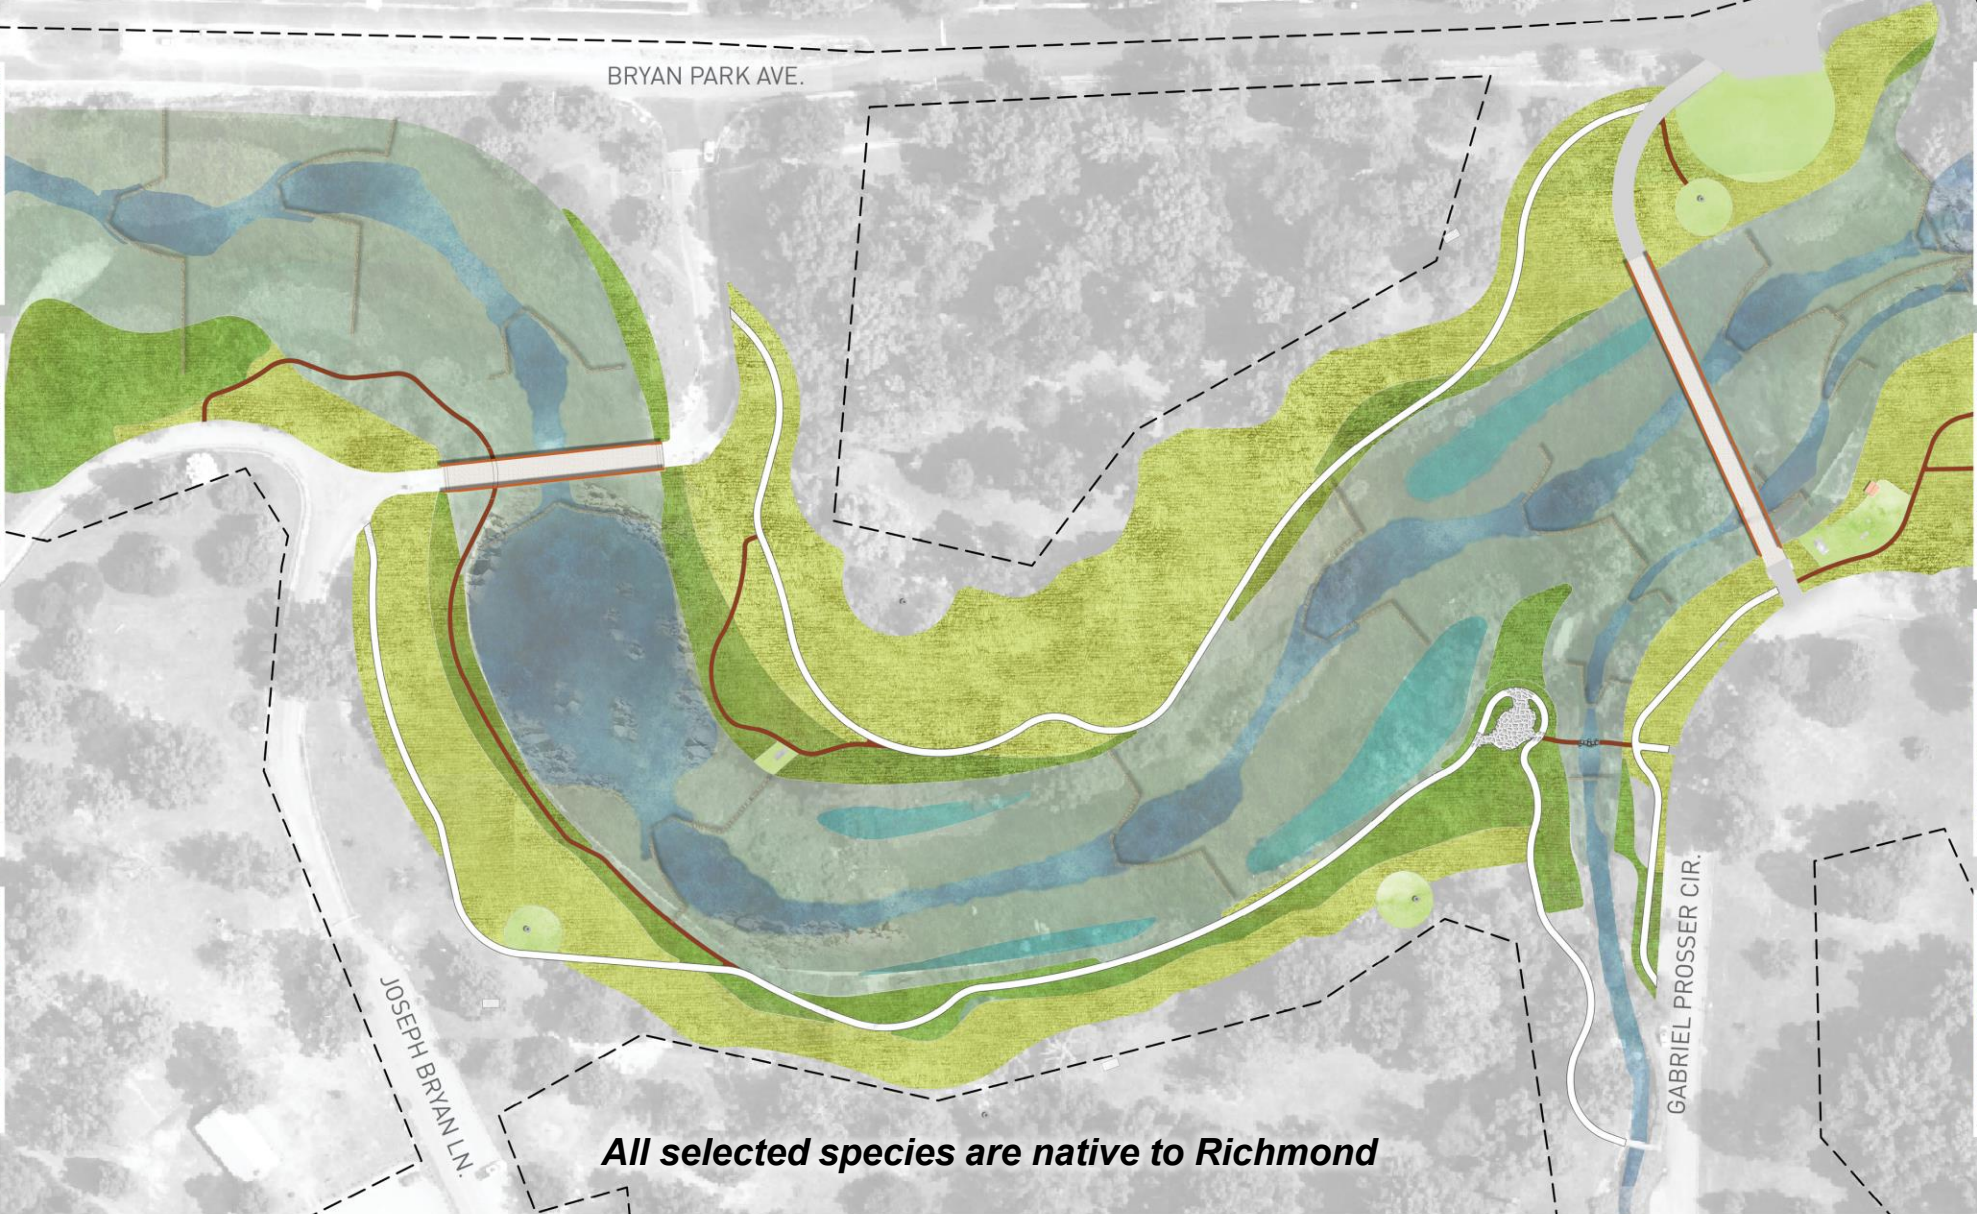 BRYAN PARK AVE.
JOSEPH BRYAN LN.
GABRIEL PROSSER CIR.
All selected species are native to Richmond